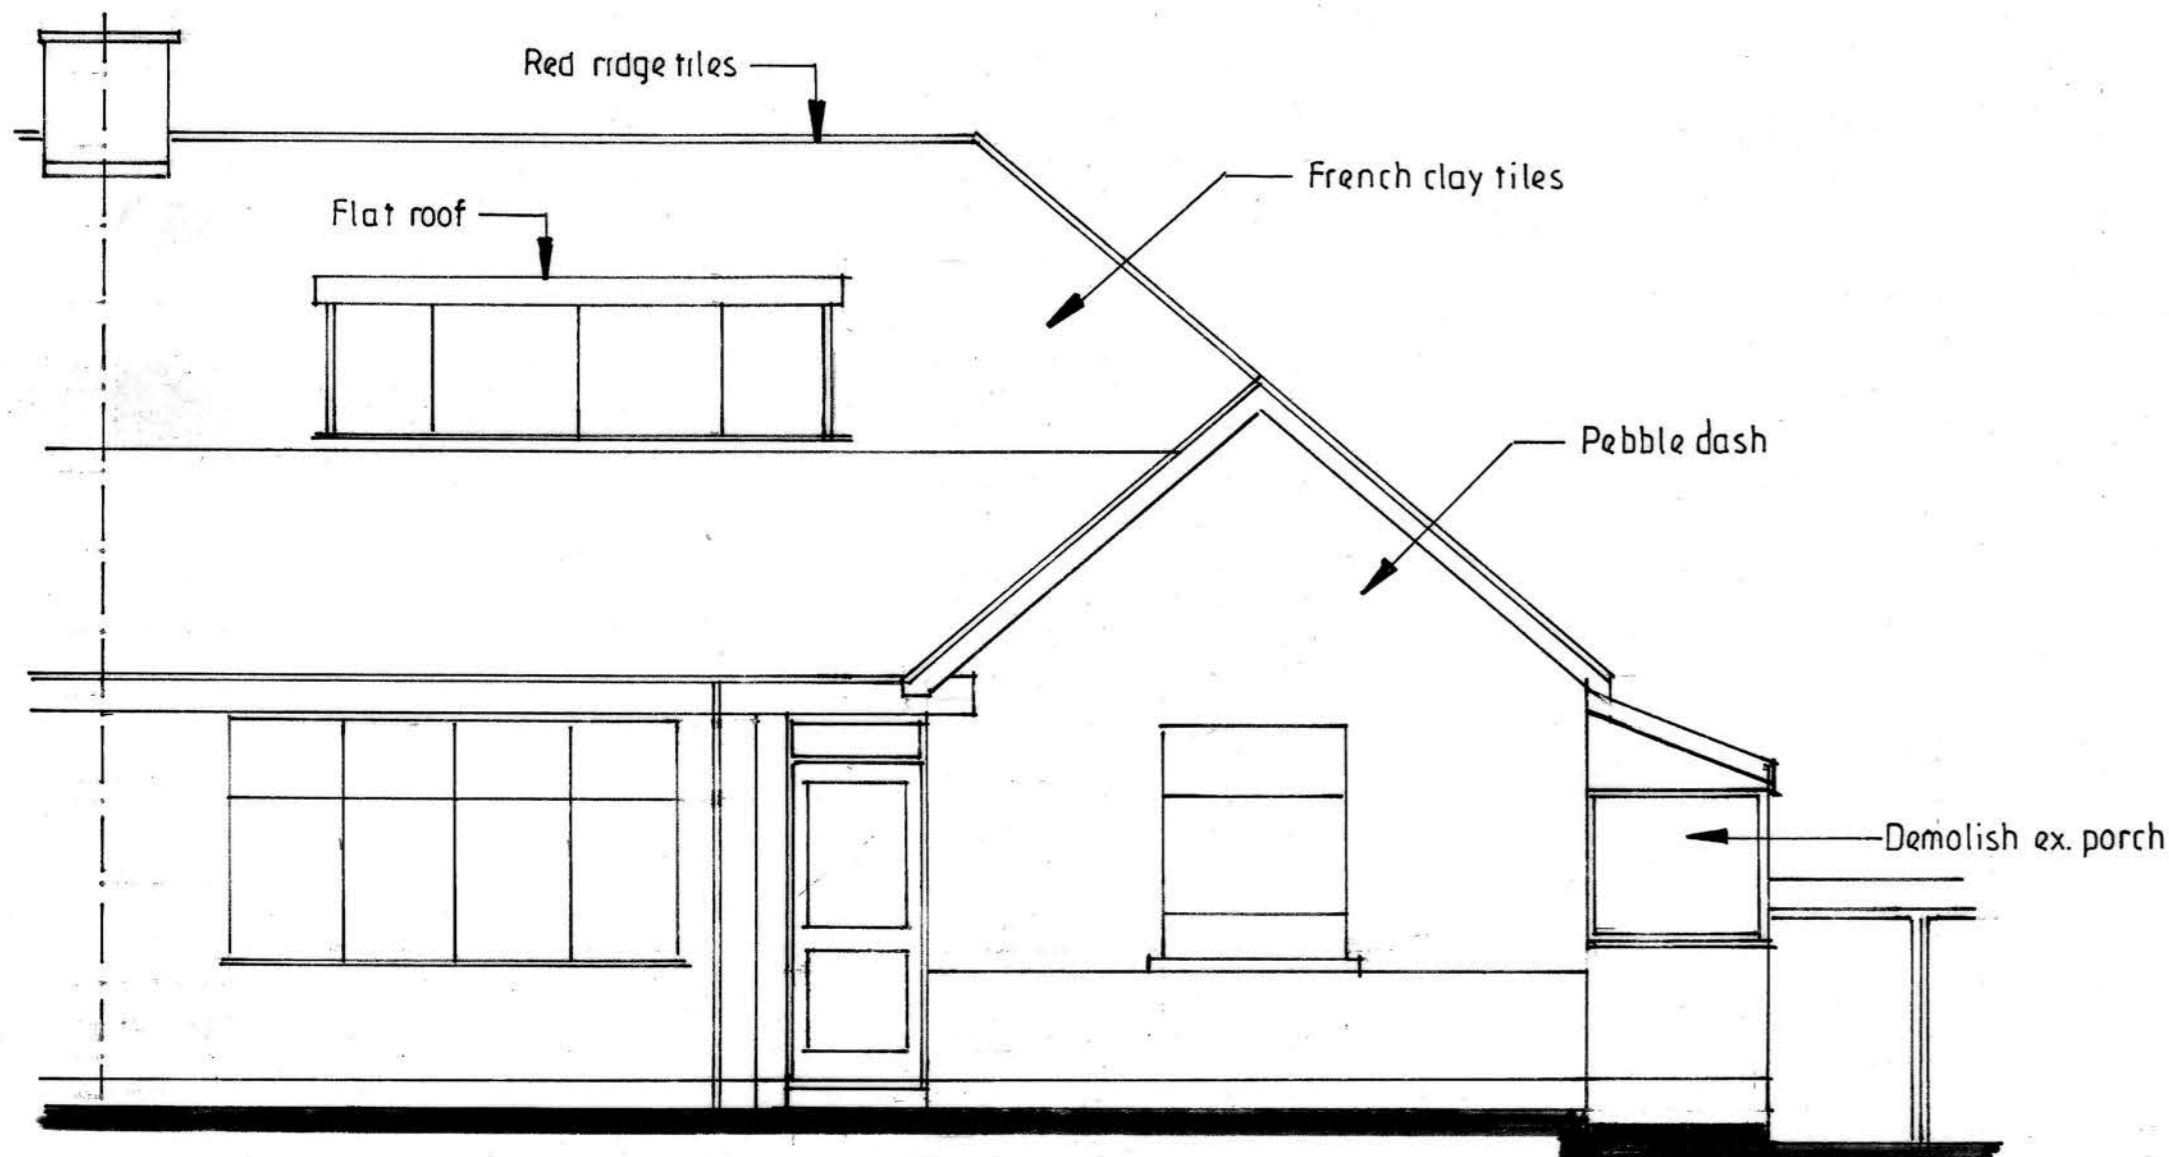 Red ridge tiles
French clay tiles
Flat roof
Pebble dash
Demolish ex. porch